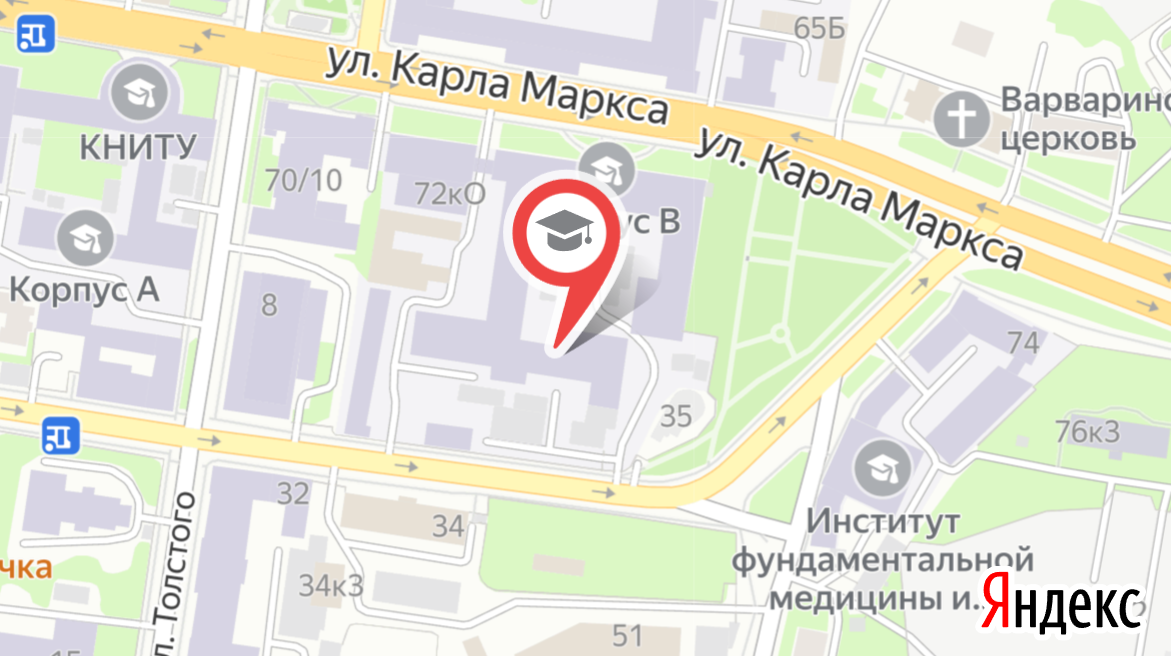 65Б
ул. Карла Маркса
Варварино
церковь
КНИТУ
70/10
72кО
ул. Карла Маркса
ус В
Корпус А
8
74
35
76к3
32
34
Институт
фундаментальной
медицины и...
чка
34к3
л. Толстого
51
Яндекс